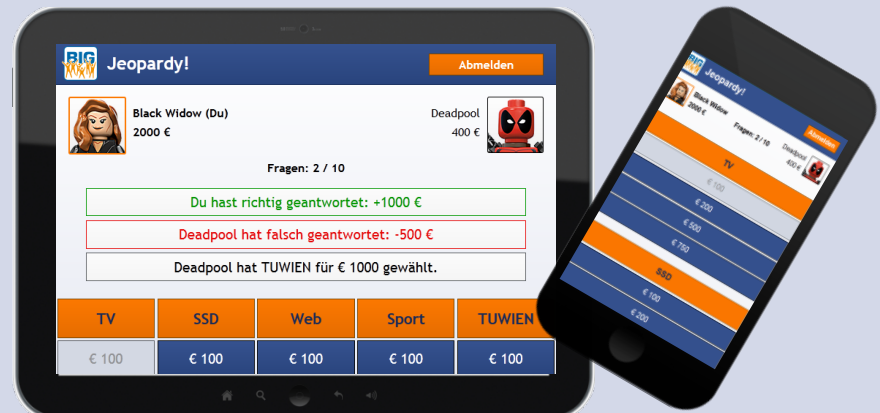 BIG
Jeopardy!
Abmelden
Black Widow (Du)
2000 €
Deadpool
400 €
Fragen: 2 / 10
Du hast richtig geantwortet: +1000 €
Deadpool hat falsch geantwortet: -500 €
Deadpool hat TUWIEN für € 1000 gewählt.
TV SSD Web Sport TUWIEN
€ 100 € 100 € 100 € 100 € 100
BIG
Jeopardy!
Abmelden
Black Widow
2000 €
Deadpool
400 €
Fragen: 2 / 10
TV
€ 100
€ 200
€ 500
€ 750
SSD
€ 100
€ 200